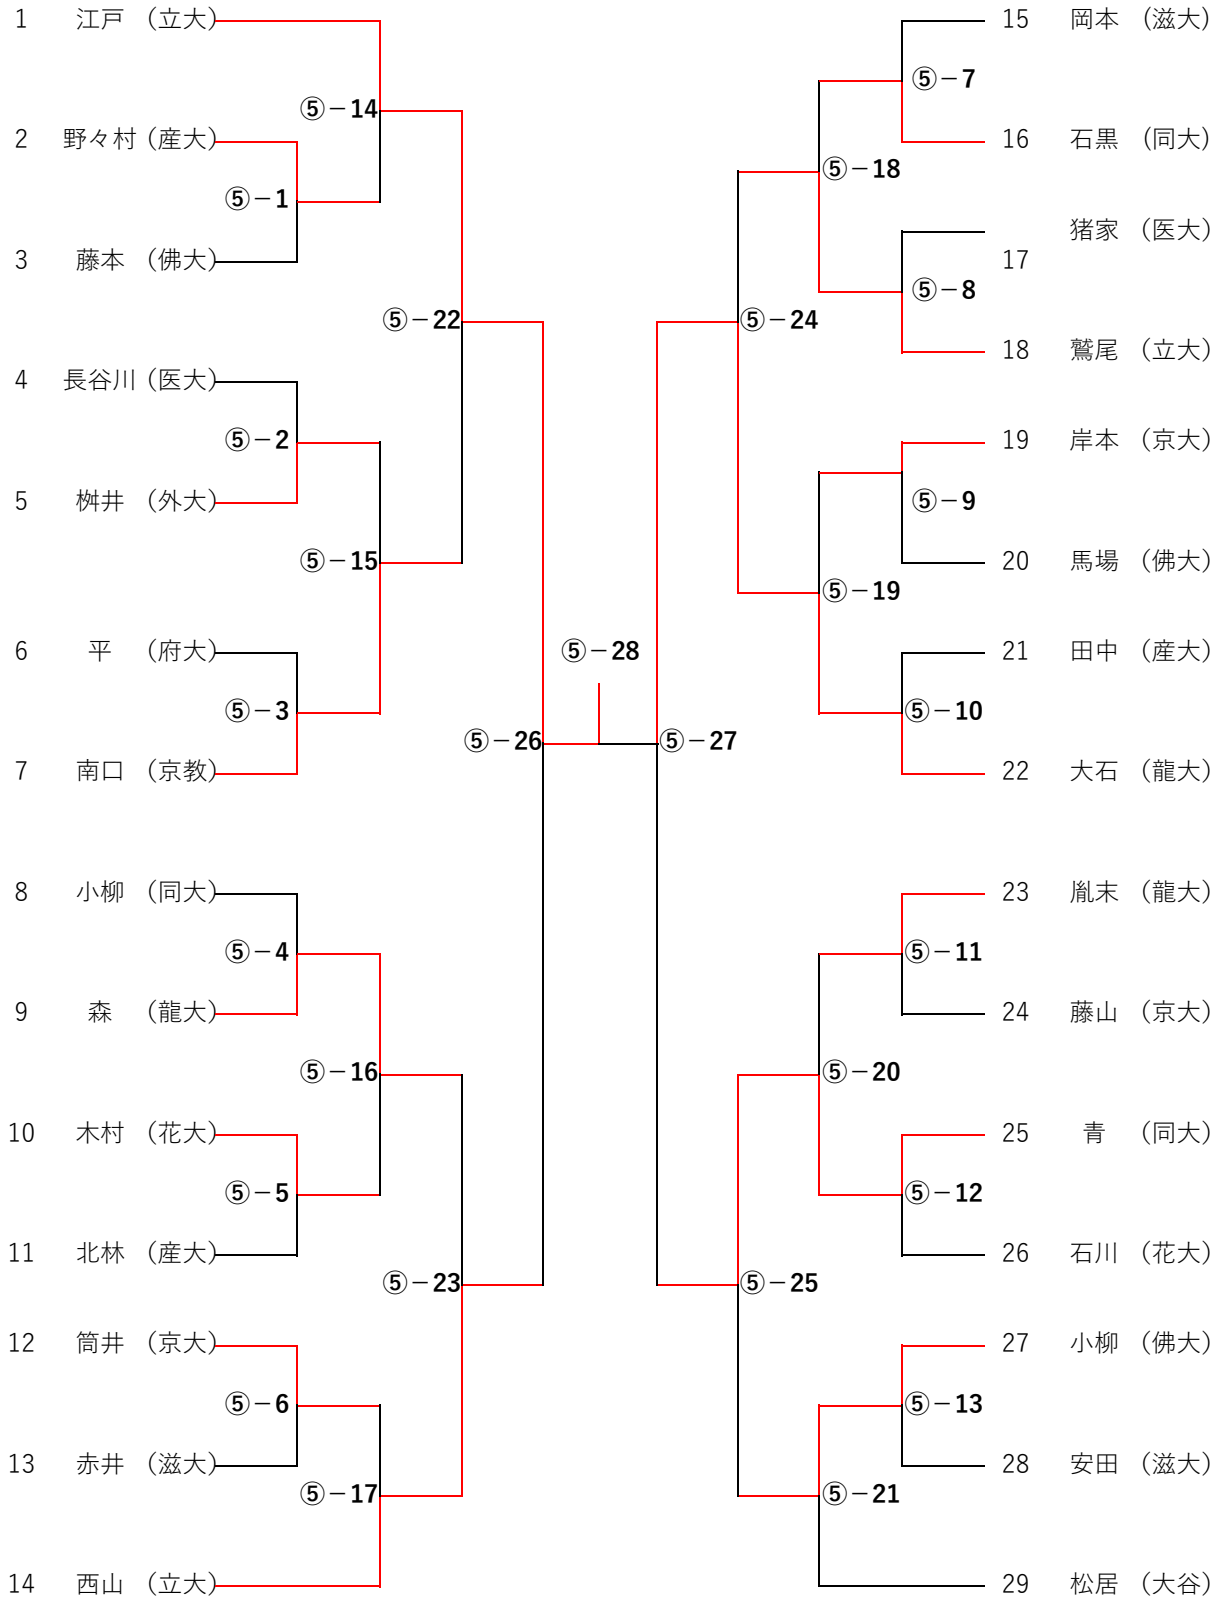 1 江戸 （立大）
⑤－14
2 野々村（産大）
⑤－1
3 藤本 （佛大）
⑤－22
4 長谷川（医大）
⑤－2
5 桝井 （外大）
⑤－15
6 平 （府大）
⑤－3
7 南口 （京教）
⑤－26
8 小柳 （同大）
⑤－4
9 森 （龍大）
⑤－16
10 木村 （花大）
⑤－5
11 北林 （産大）
⑤－23
12 筒井 （京大）
⑤－6
13 赤井 （滋大）
⑤－17
14 西山 （立大）
⑤－28
15 岡本 （滋大）
⑤－7
16 石黒 （同大）
⑤－18
猪家 （医大）
17
⑤－8
⑤－24
18 鷲尾 （立大）
19 岸本 （京大）
⑤－9
20 馬場 （佛大）
⑤－19
21 田中 （産大）
⑤－10
⑤－27
22 大石 （龍大）
23 胤末 （龍大）
⑤－11
24 藤山 （京大）
⑤－20
25 青 （同大）
⑤－12
26 石川 （花大）
⑤－25
27 小柳 （佛大）
⑤－13
28 安田 （滋大）
⑤－21
29 松居 （大谷）